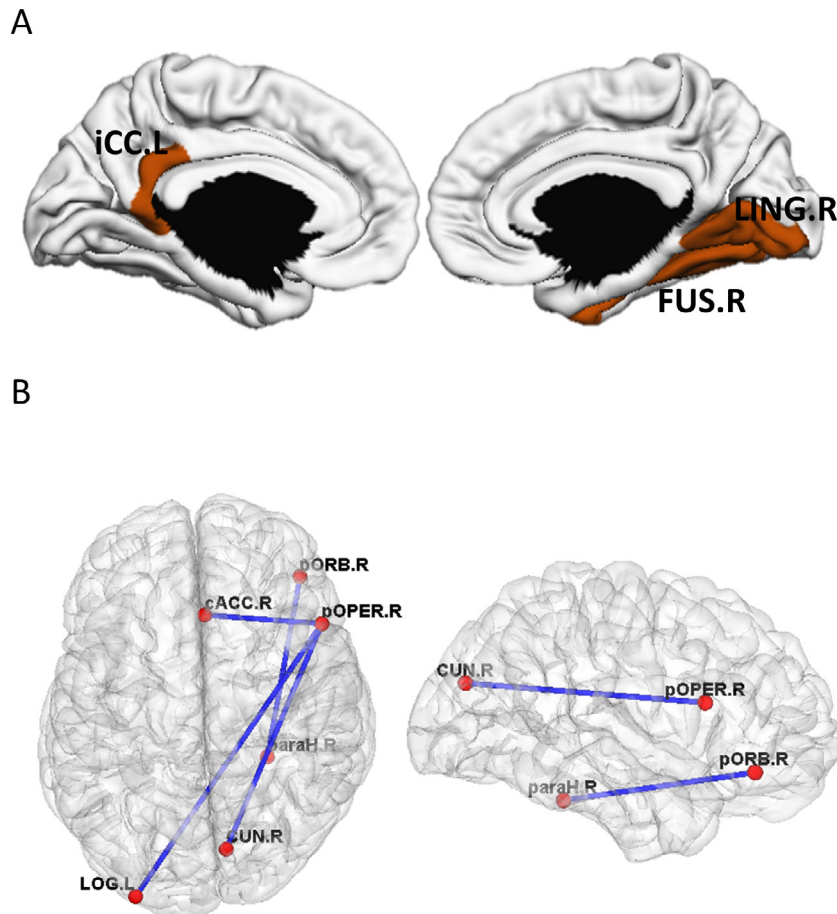 A
iCC.L
LING.R
FUS.R
B
pORB.R
cACC.R
pOPER.R
paraH.R
CUN.R
LOG.L
CUN.R
pOPER.R
pORB.R
paraH.R